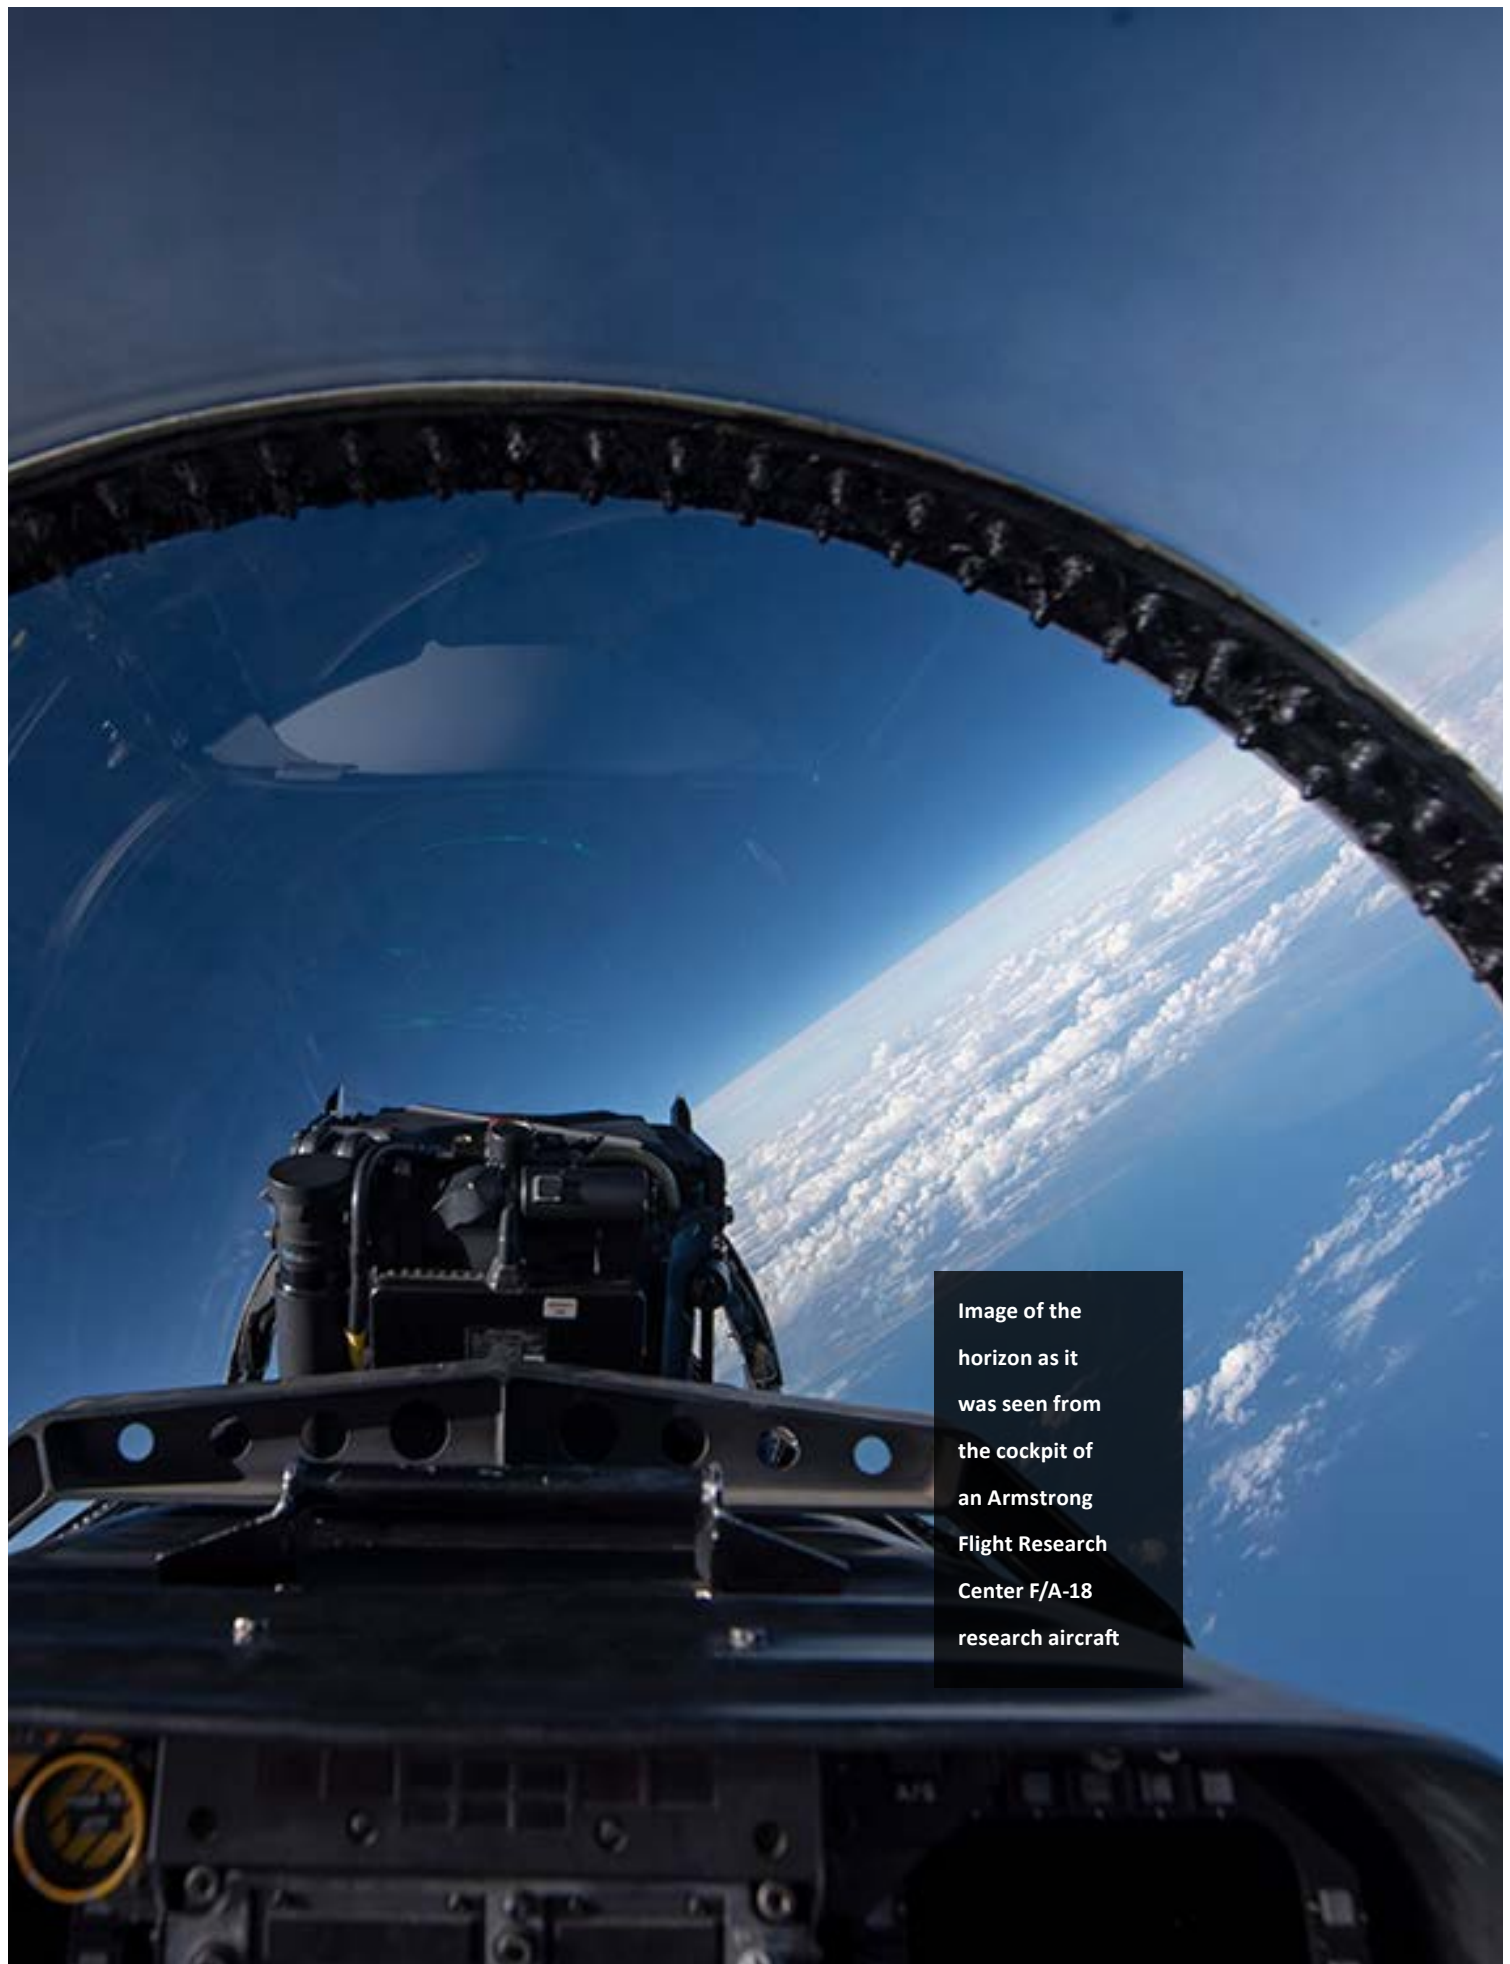 Image of the
horizon as it
was seen from
the cockpit of
an Armstrong
Flight Research
Center F/A-18
research aircraft
A/G